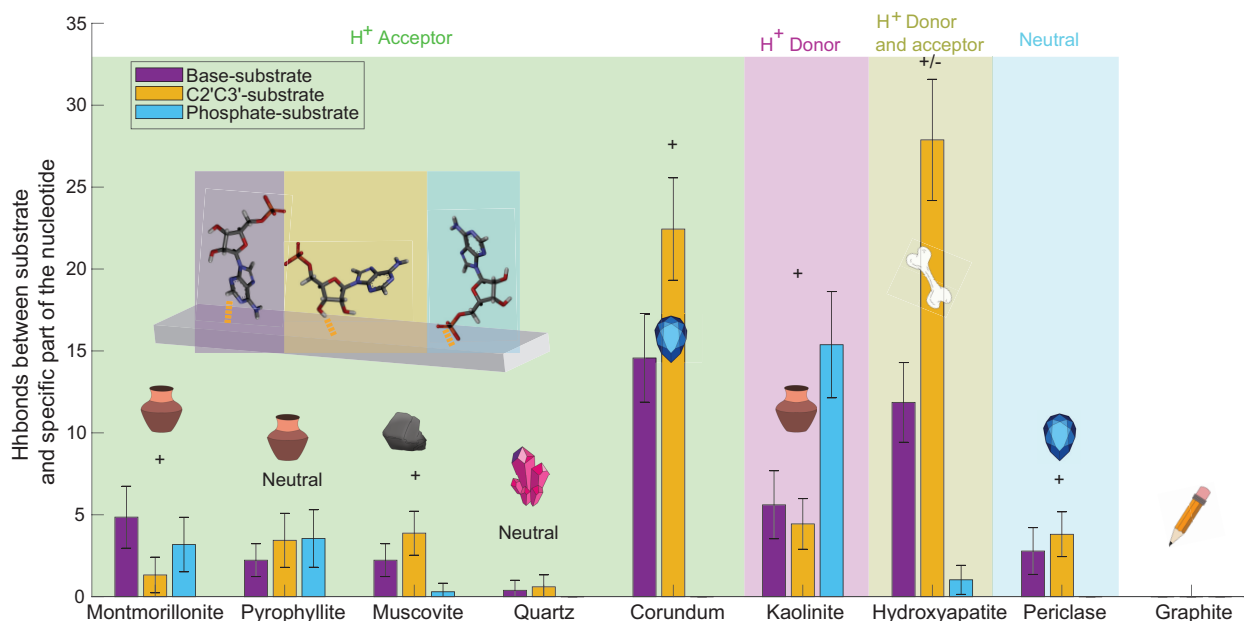 35
30
25
20
15
10
5
0
Hhbonds between substrate
and specific part of the nucleotide
H+ Acceptor
H+ Donor
H+ Donor
and acceptor
Neutral
Base-substrate
C2'C3'-substrate
Phosphate-substrate
+
Neutral
+
Neutral
+
+
+/-
+
Montmorillonite
Pyrophyllite
Muscovite
Quartz
Corundum
Kaolinite
Hydroxyapatite
Periclase
Graphite